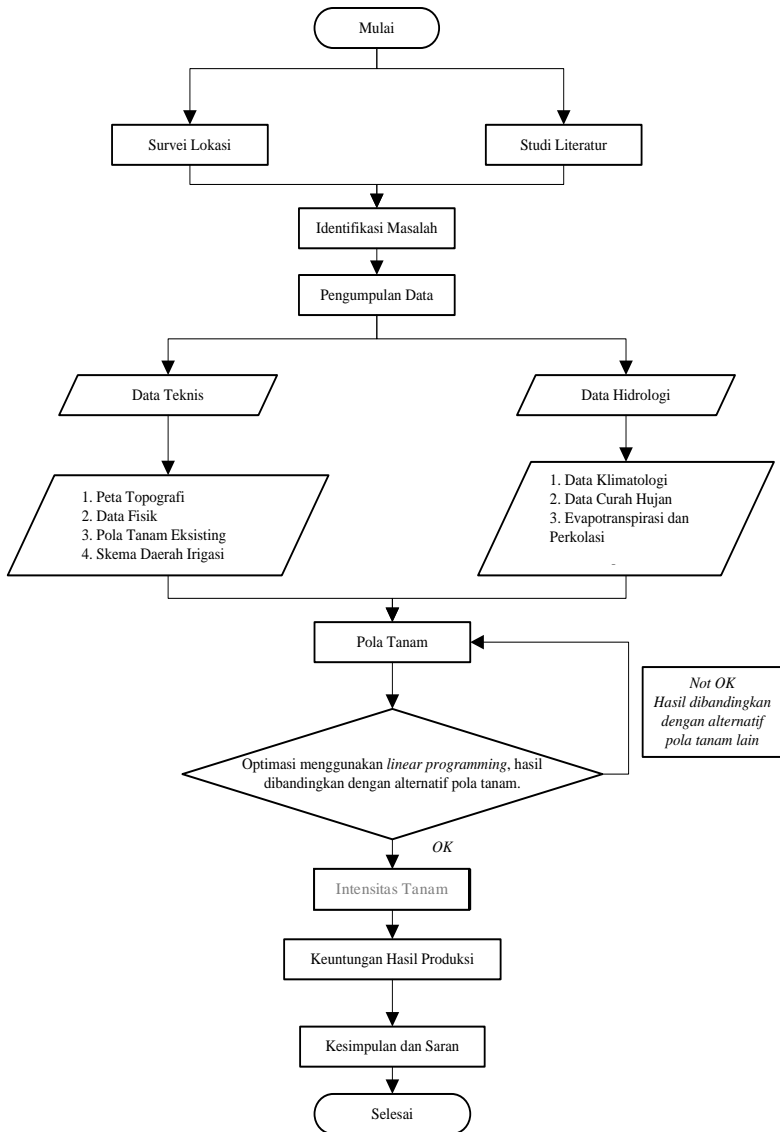 Mulai
Survei Lokasi
Studi Literatur
Identifikasi Masalah
Pengumpulan Data
Data Teknis
Data Hidrologi
1. Peta Topografi
2. Data Fisik
3. Pola Tanam Eksisting
4. Skema Daerah Irigasi
1. Data Klimatologi
2. Data Curah Hujan
3. Evapotranspirasi dan
Perkolasi
Pola Tanam
Not OK
Hasil dibandingkan
dengan alternatif
pola tanam lain
Optimasi menggunakan linear programming, hasil
dibandingkan dengan alternatif pola tanam.
OK
Intensitas Tanam
Keuntungan Hasil Produksi
Kesimpulan dan Saran
Selesai